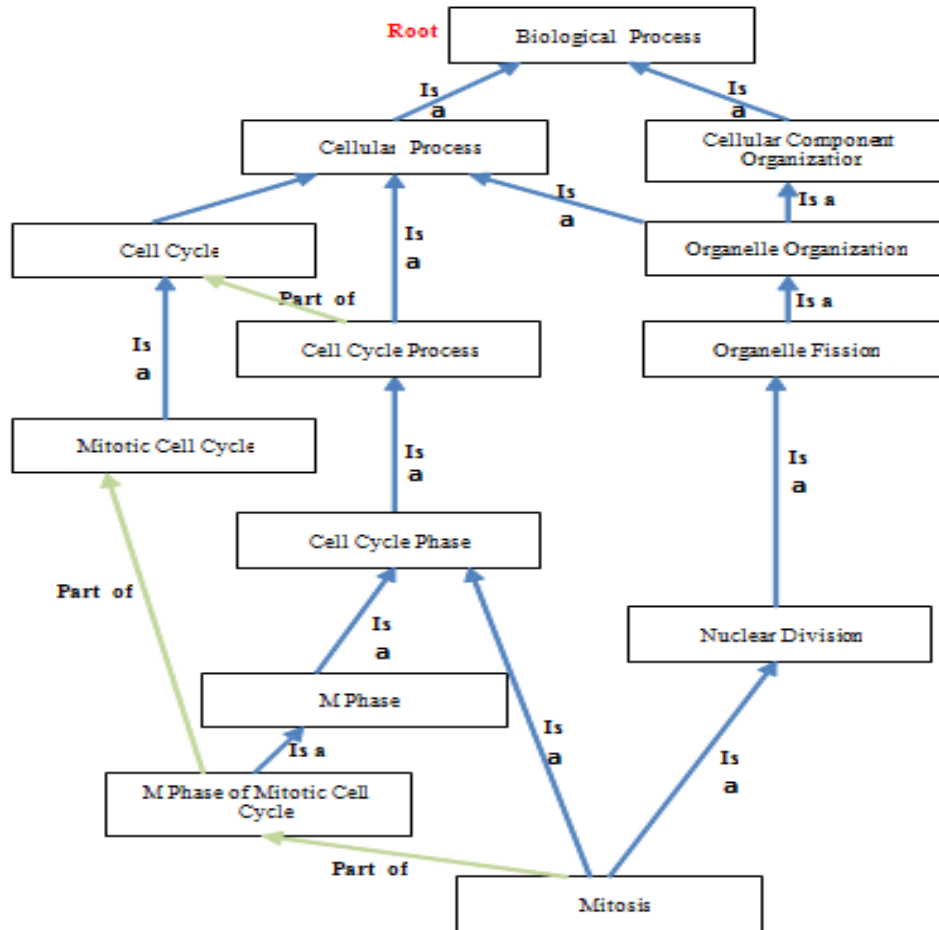 Root
Biological Process
Is
a
Is
a
Cellular Process
Cellular Component
Organization
Is
a
Is a
Cell Cycle
Is
a
Organelle Organization
Part of
Is a
Is
a
Cell Cycle Process
Organelle Fission
Mitotic Cell Cycle
Is
a
Is
a
Cell Cycle Phase
Part of
Is
a
Nuclear Division
M Phase
Is a
Is
a
Is
a
M Phase of Mitotic Cell
Cycle
Part of
Mitosis